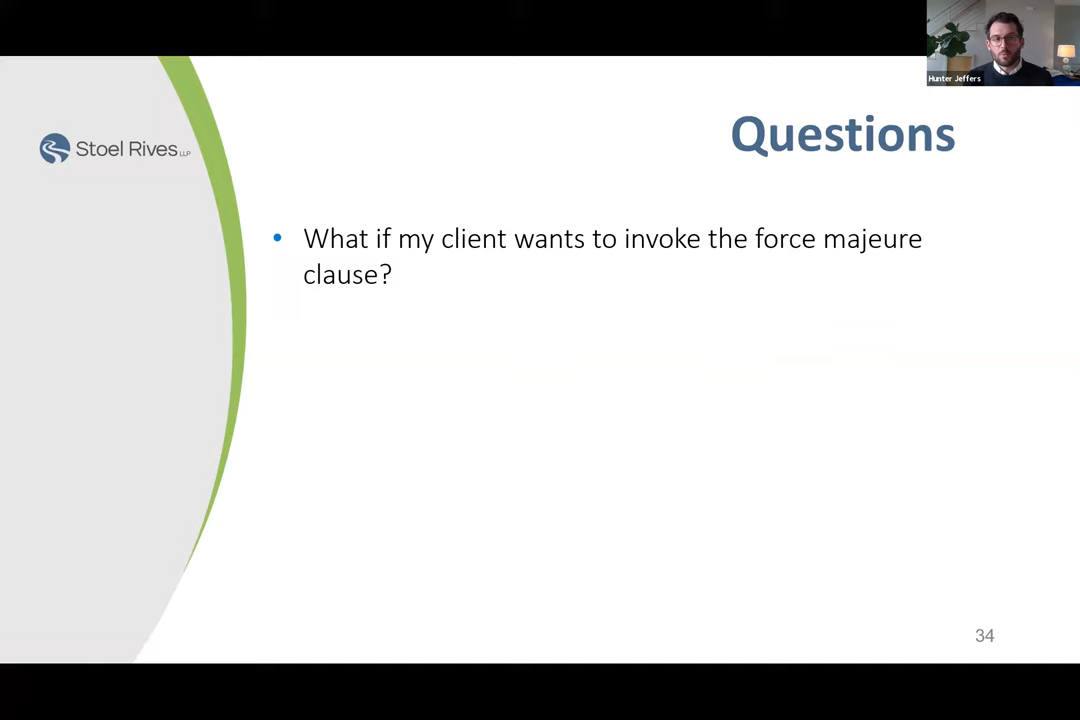 Hunter Jeffers
Stoel Rives LLP
Questions
• What if my client wants to invoke the force majeure
clause?
34